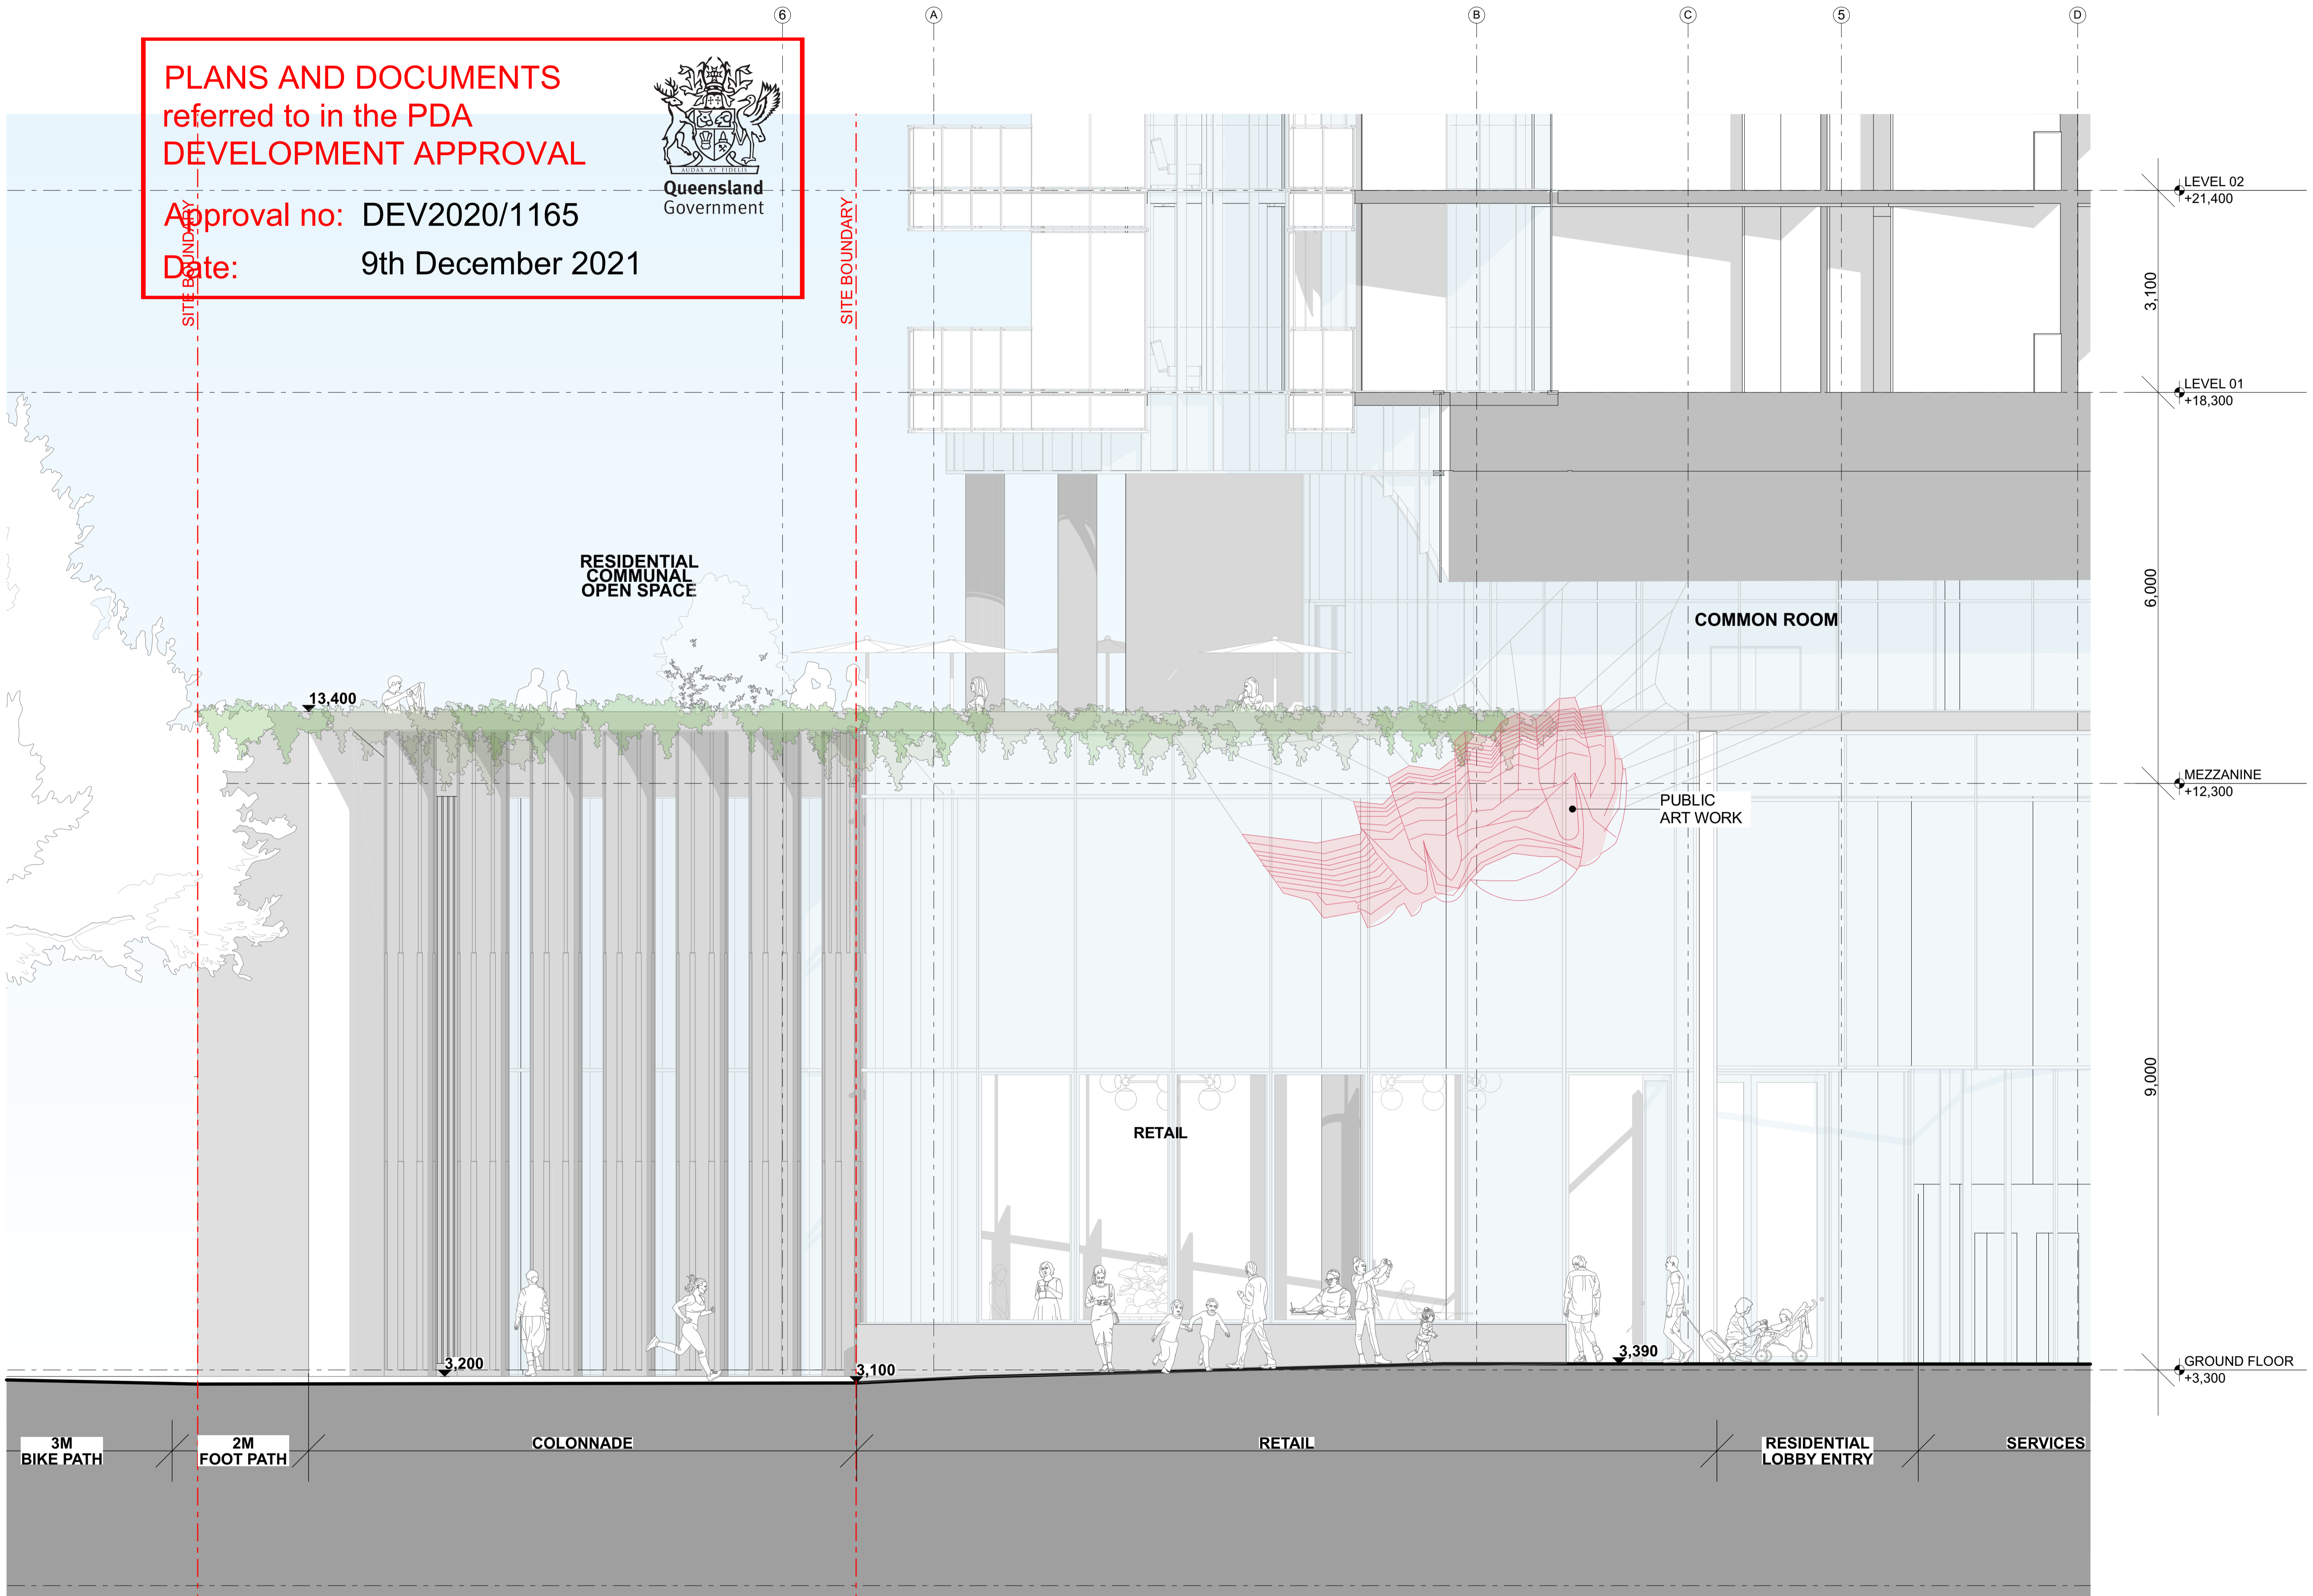 6
A
B
C
5
D
PLANS AND DOCUMENTS
referred to in the PDA
DEVELOPMENT APPROVAL
AUDAX AT FIDELIS
Queensland
Government
Approval no: DEV2020/1165
Date: 9th December 2021
SITE BOUNDARY
SITE BOUNDARY
LEVEL 02
+21,400
3,100
LEVEL 01
+18,300
RESIDENTIAL
COMMUNAL
OPEN SPACE
6,000
COMMON ROOM
13,400
MEZZANINE
+12,300
PUBLIC
ART WORK
9,000
RETAIL
3,200
3,100
3,390
GROUND FLOOR
+3,300
3M
BIKE PATH
2M
FOOT PATH
COLONNADE
RETAIL
RESIDENTIAL
LOBBY ENTRY
SERVICES